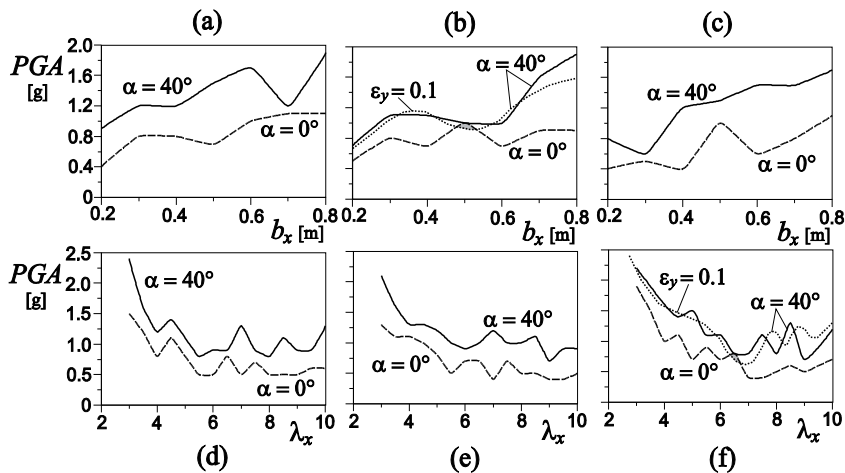 (a) (b) (c)
PGA
[g]
2.0
1.6
1.2
0.8
0.4
0
α = 40°
α = 0°
0.2 0.4 0.6 0.8
bx [m]
εy = 0.1
α = 40°
α = 0°
0.2 0.4 0.6 0.8
bx [m]
α = 40°
α = 0°
0.2 0.4 0.6 0.8
bx [m]
PGA
[g]
2.5
2.0
1.5
1.0
0.5
0
α = 40°
α = 0°
2 4 6 8 10
λx
α = 40°
α = 0°
2 4 6 8 10
λx
εy = 0.1
α = 40°
α = 0°
2 4 6 8 10
λx
(d) (e) (f)